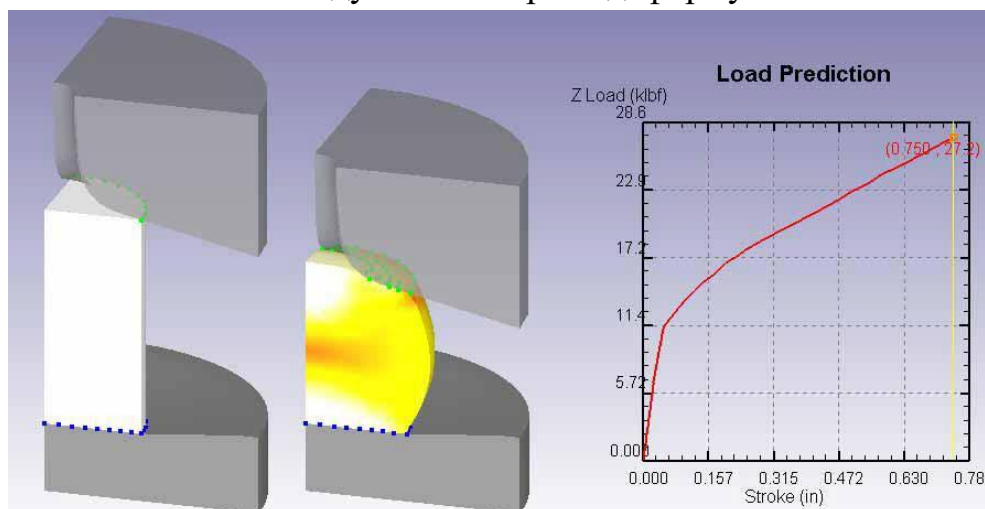 Load Prediction
Z Load (klbf)
28.6
(0.750 , 27.2)
22.9
17.2
11.4
5.72
0.000
0.000 0.157 0.315 0.472 0.630 0.78
Stroke (in)